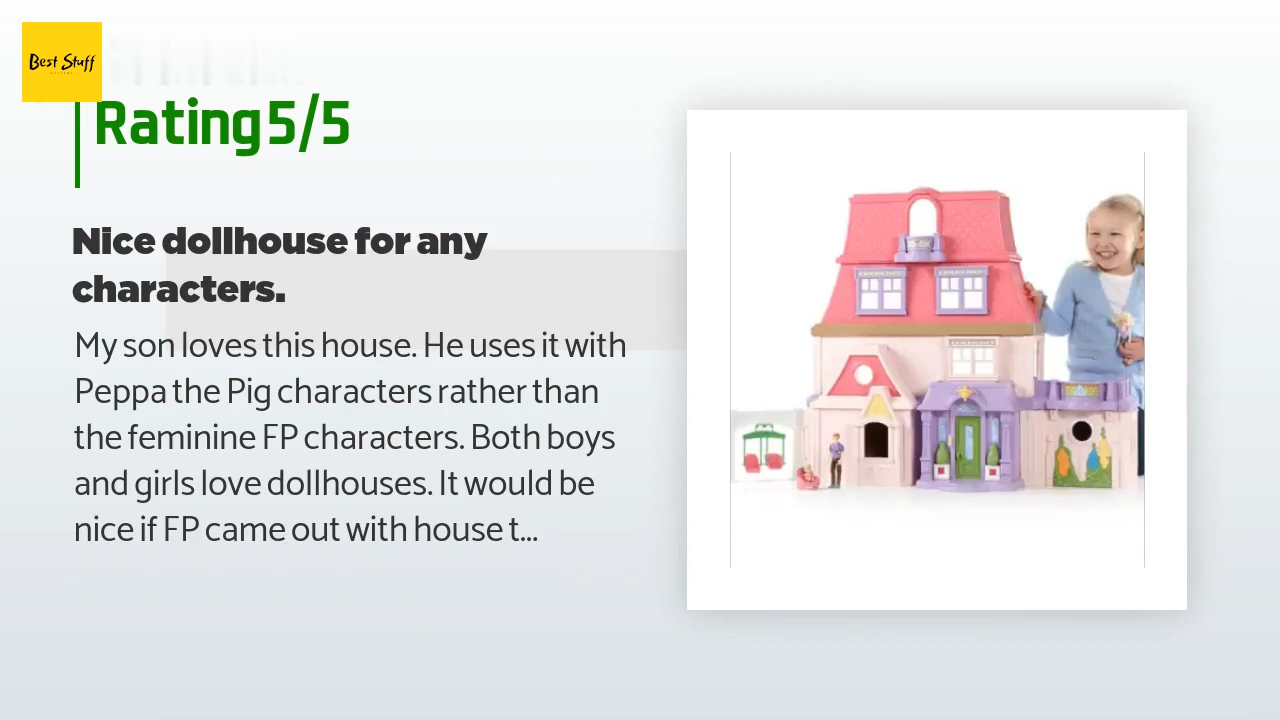 Best Stuff
Rating 5/5
Nice dollhouse for any
characters.
My son loves this house. He uses it with
Peppa the Pig characters rather than
the feminine FP characters. Both boys
and girls love dollhouses. It would be
nice if FP came out with house t...